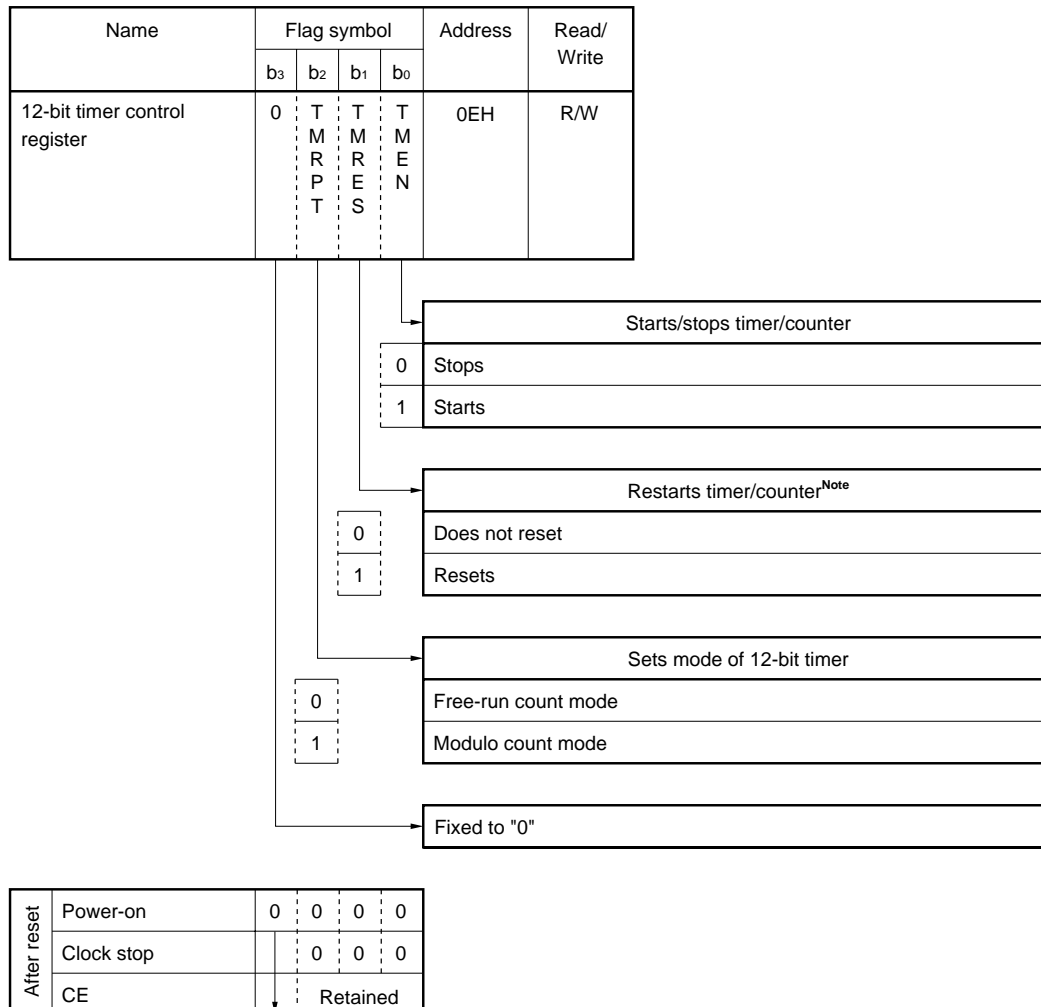 Name Flag symbol Address Read/
Write
b3 b2 b1 b0
12-bit timer control
register
0 TMRPT TMRES TMEN 0EH R/W
Starts/stops timer/counter
0 Stops
1 Starts
Restarts timer/counterNote
0 Does not reset
1 Resets
Sets mode of 12-bit timer
0 Free-run count mode
1 Modulo count mode
Fixed to "0"
After reset
Power-on 0 0 0 0
Clock stop 0 0 0
CE Retained